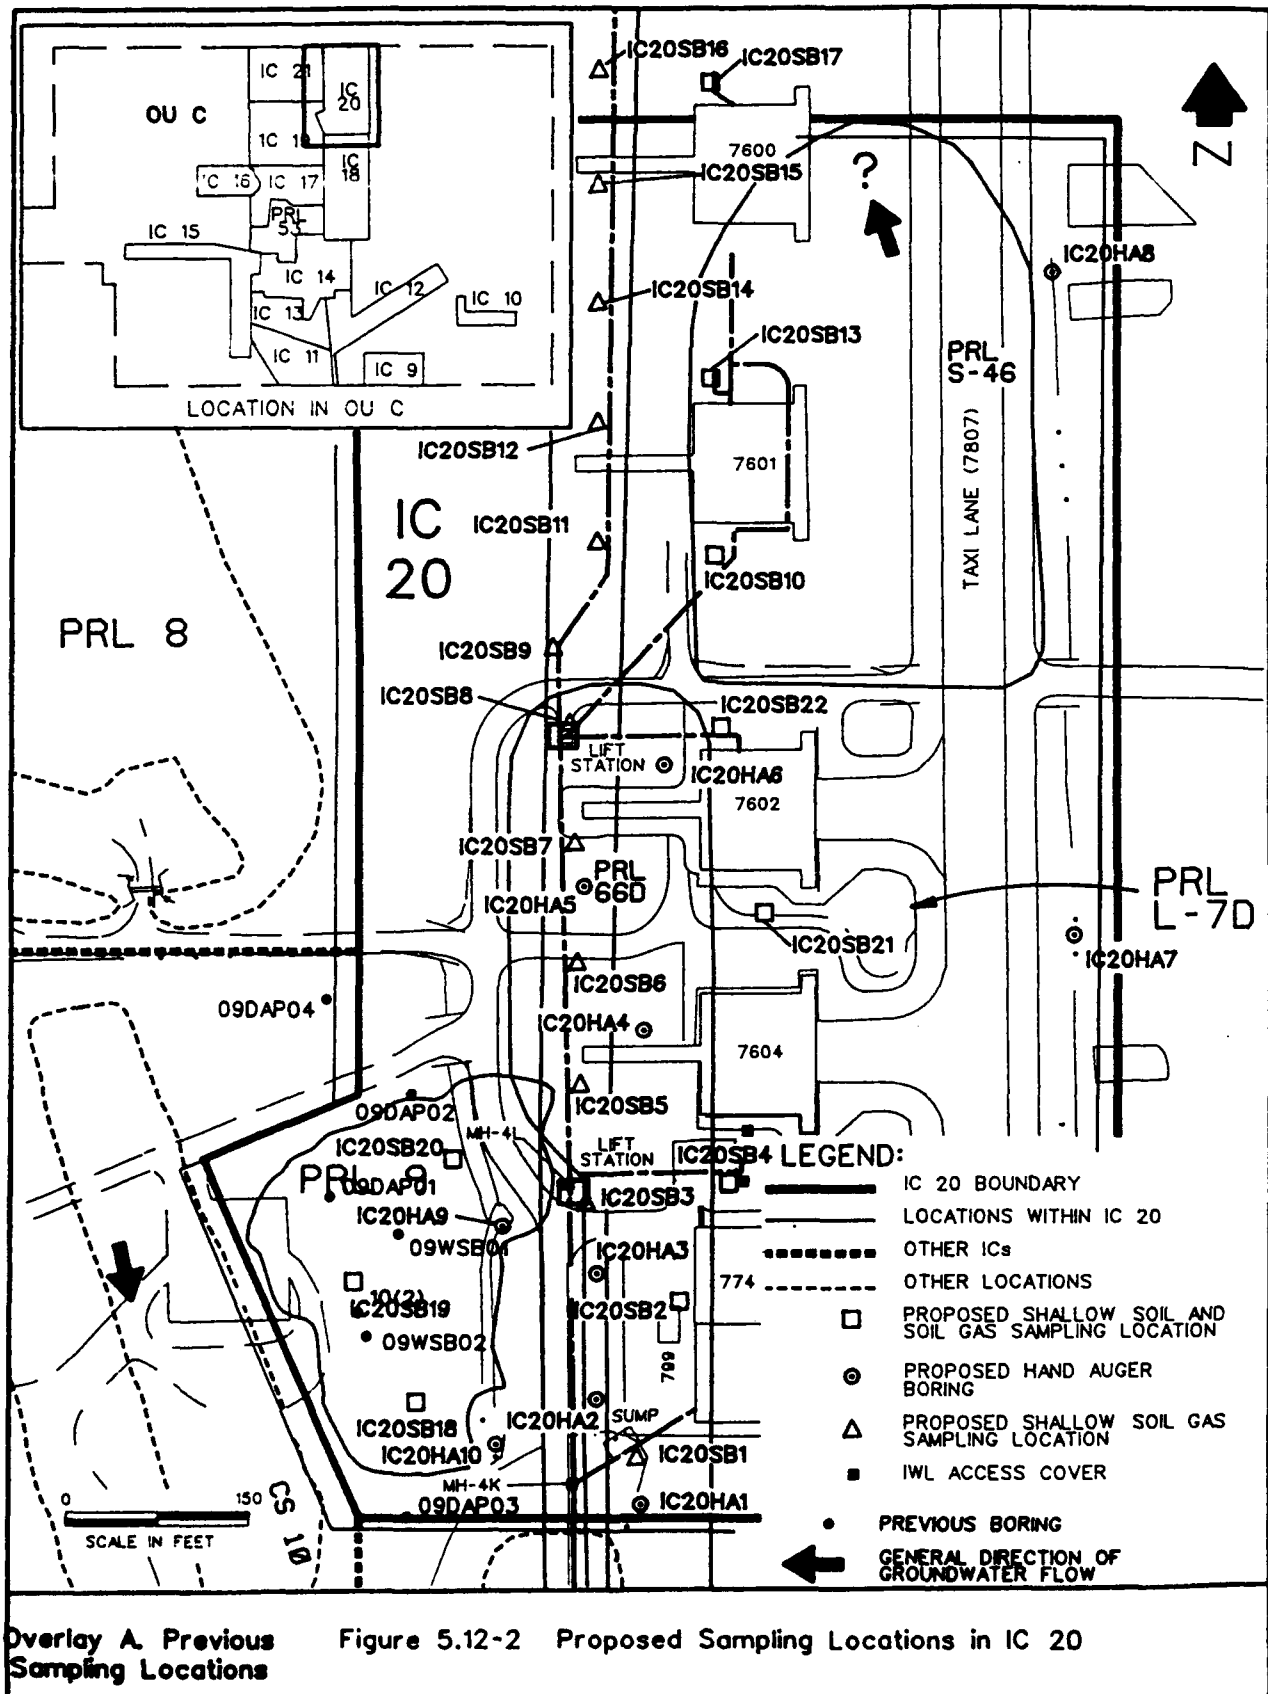 IC 21
IC
20
OU C
IC 19
IC
18
IC 16
IC 17
PRL
53
IC 15
IC 14
IC 12
IC 13
IC 10
IC 11
IC 9
LOCATION IN OU C
IC20SB16
IC20SB17
N
7600
IC20SB15
?
IC20HA8
IC20SB14
IC20SB13
PRL
S-46
IC20SB12
7601
TAXI LANE (7807)
IC
20
IC20SB11
IC20SB10
PRL 8
IC20SB9
IC20SB8
IC20SB22
LIFT
STATION
IC20HA6
7602
IC20SB7
PRL
66D
IC20HA5
PRL
L-7D
IC20SB21
IC20HA7
IC20SB6
09DAP04
IC20HA4
7604
09DAP02
IC20SB5
MH-4L
IC20SB20
LIFT
STATION
IC20SB4
PRL 9
09DAP01
IC20SB3
IC20HA9
09WSB01
IC20HA3
774
10(2)
IC20SB19
IC20SB2
09WSB02
799
IC20HA2
SUMP
IC20SB18
IC20HA10
IC20SB1
MH-4K
09DAP03
IC20HA1
CS 10
0 150
SCALE IN FEET
LEGEND:
IC 20 BOUNDARY
LOCATIONS WITHIN IC 20
OTHER ICs
OTHER LOCATIONS
PROPOSED SHALLOW SOIL AND
SOIL GAS SAMPLING LOCATION
PROPOSED HAND AUGER
BORING
PROPOSED SHALLOW SOIL GAS
SAMPLING LOCATION
IWL ACCESS COVER
PREVIOUS BORING
GENERAL DIRECTION OF
GROUNDWATER FLOW
Overlay A. Previous
Sampling Locations
Figure 5.12-2 Proposed Sampling Locations in IC 20